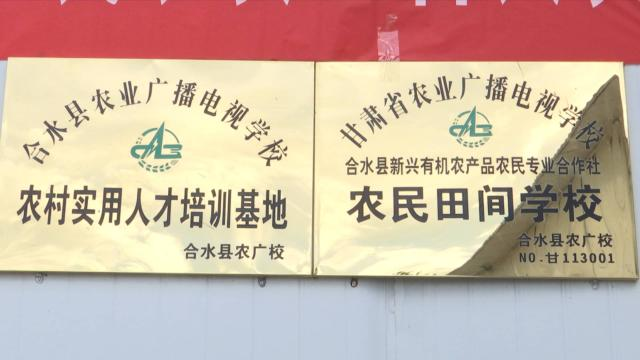 合水县农业广播电视学校
农村实用人才培训基地
合水县农广校
甘肃省农业广播电视学校
合水县新兴有机农产品农民专业合作社
农民田间学校
合水县农广校
NO.甘113001